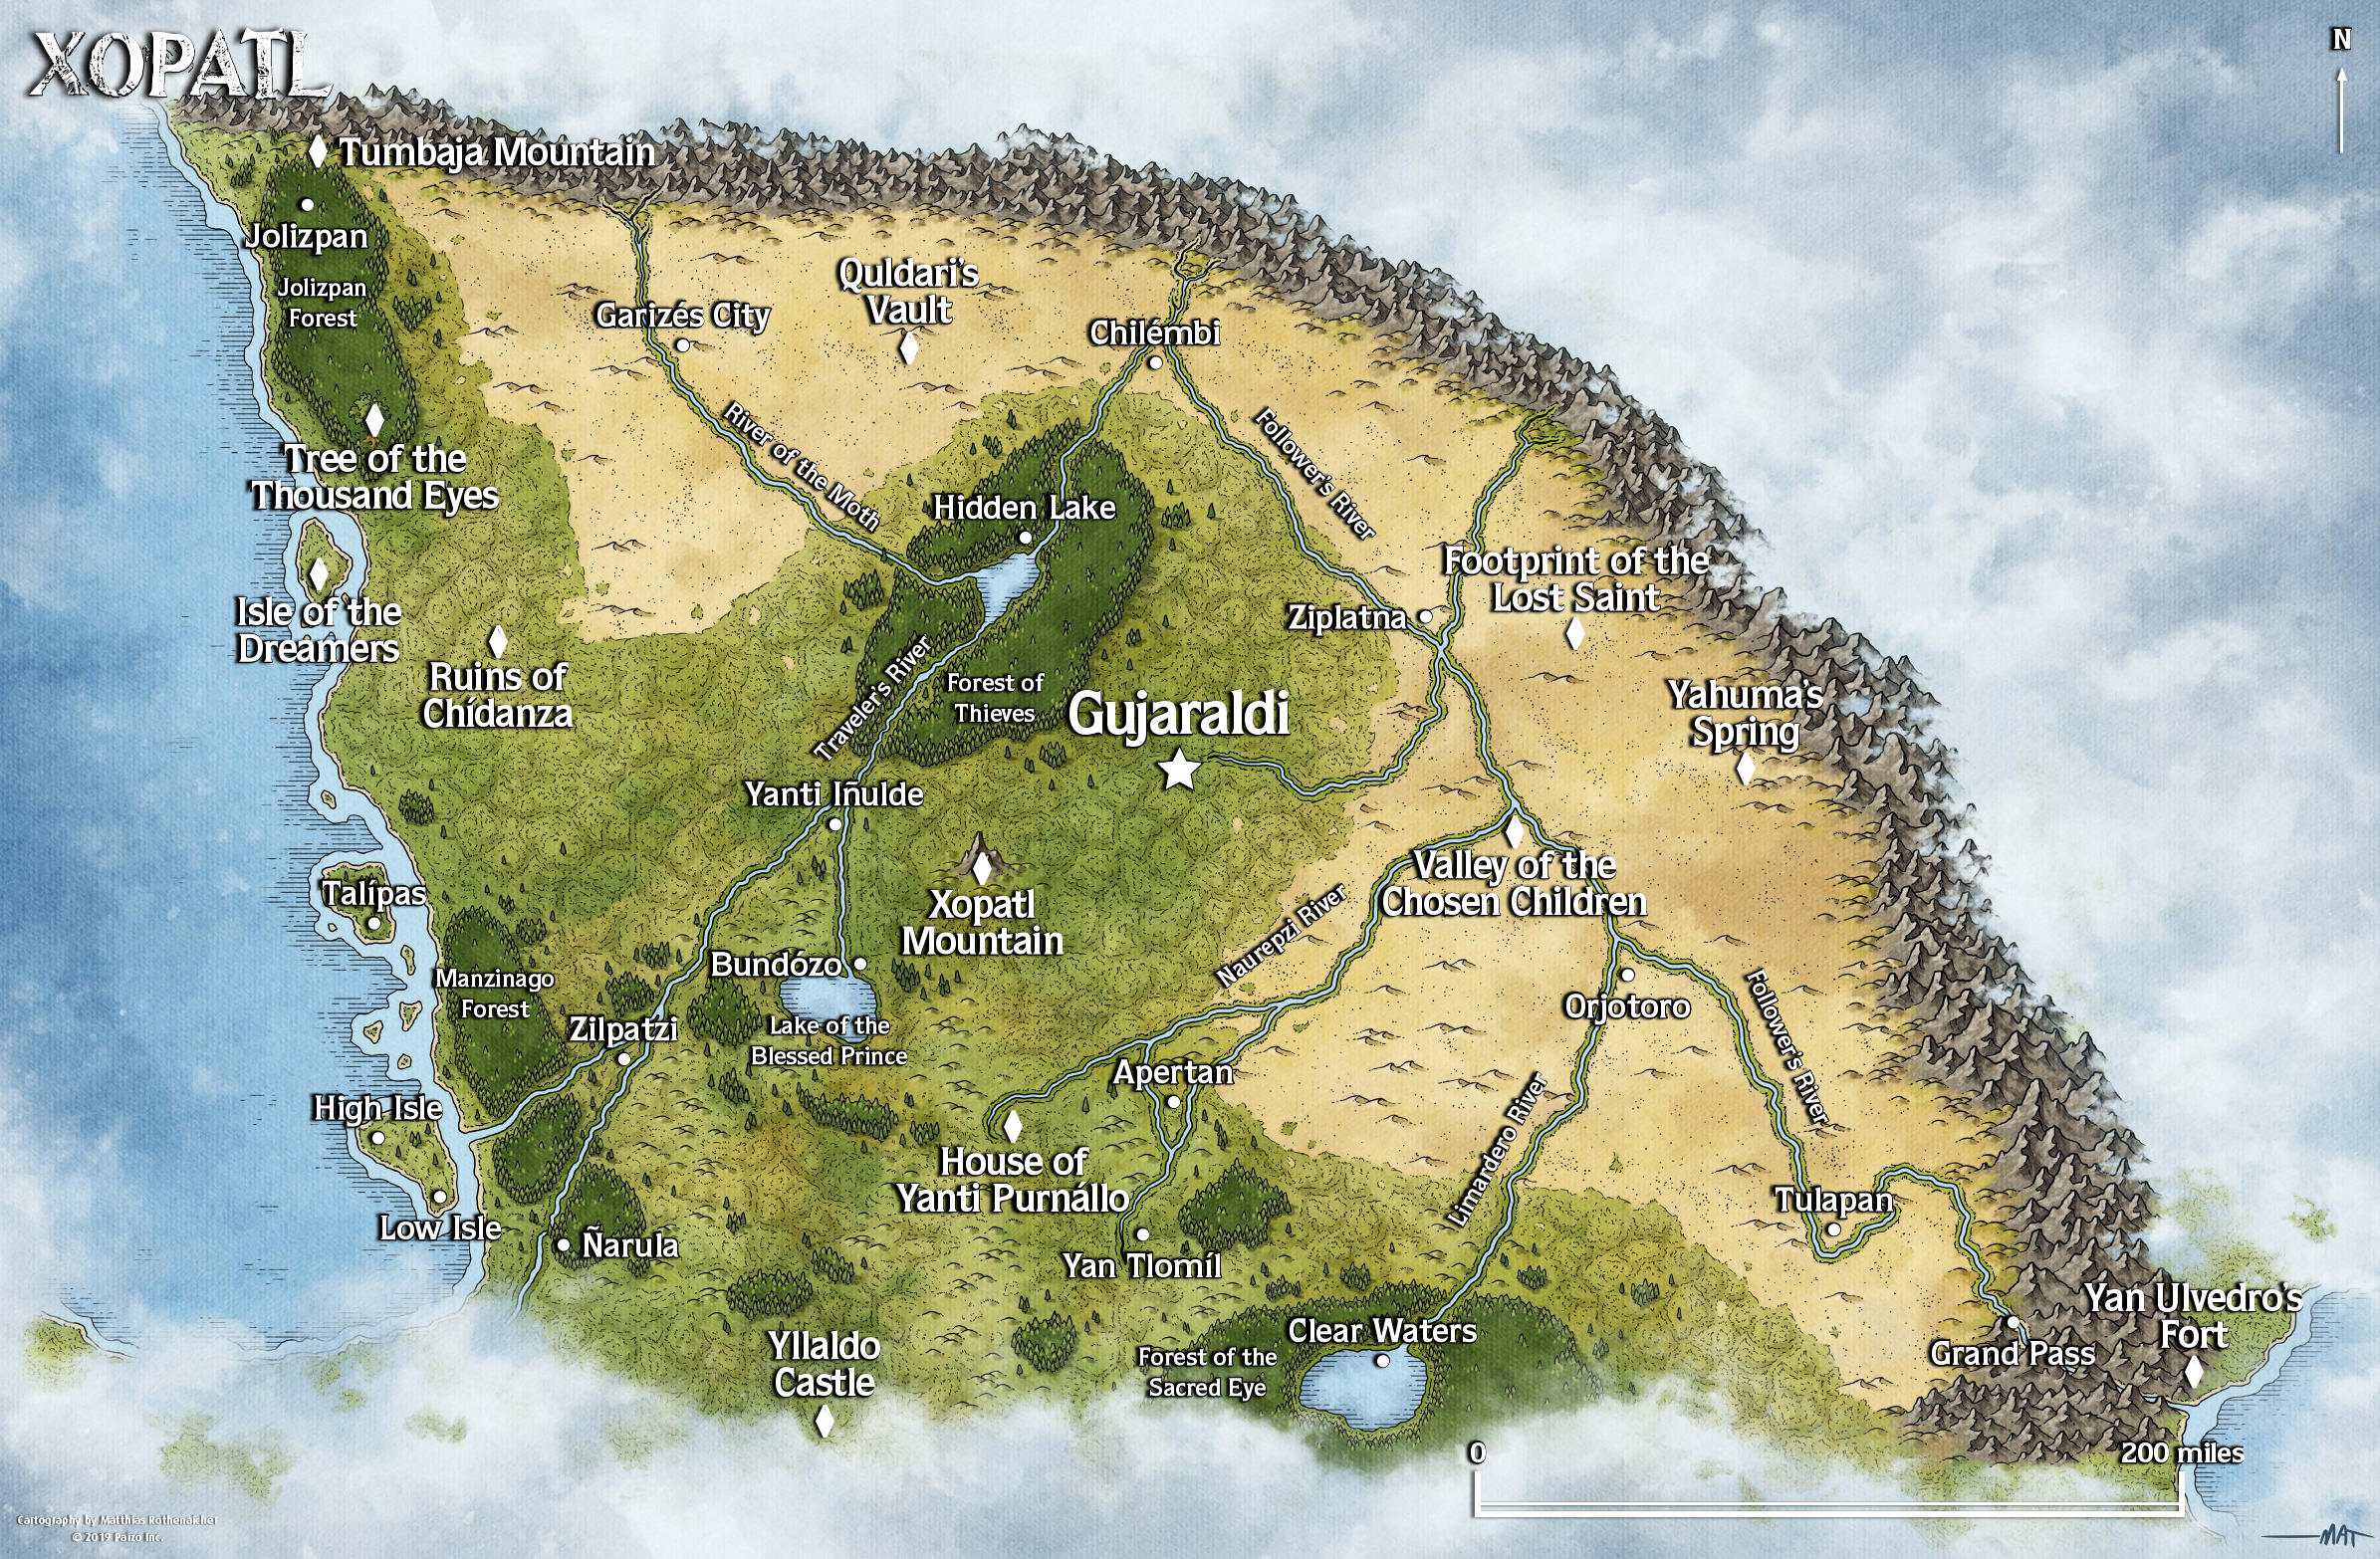 XOPATL
N
Tumbaja Mountain
Jolizpan
Jolizpan
Forest
Garizés City
Quldari's
Vault
Chilémbi
River of the Moth
Follower's River
Tree of the
Thousand Eyes
Hidden Lake
Isle of the
Dreamers
Ruins of
Chídanza
Footprint of the
Lost Saint
Ziplatna
Traveler's River
Forest of
Thieves
Gujaraldi
Yahuma's
Spring
Yanti Iñulde
Xopatl
Mountain
Valley of the
Chosen Children
Talípas
Naurepzi River
Bundózo
Manzinago
Forest
Orjotoro
Follower's River
Zilpatzi
Lake of the
Blessed Prince
Apertan
High Isle
Limardero River
House of
Yanti Purnállo
Tulapan
Low Isle
Ñarula
Yan Tlomíl
Yan Ulvedro's
Fort
Clear Waters
Grand Pass
Yllaldo
Castle
Forest of the
Sacred Eye
0
200 miles
Cartography by Matthias Rothenaicher
© 2019 Paizo Inc.
MAT